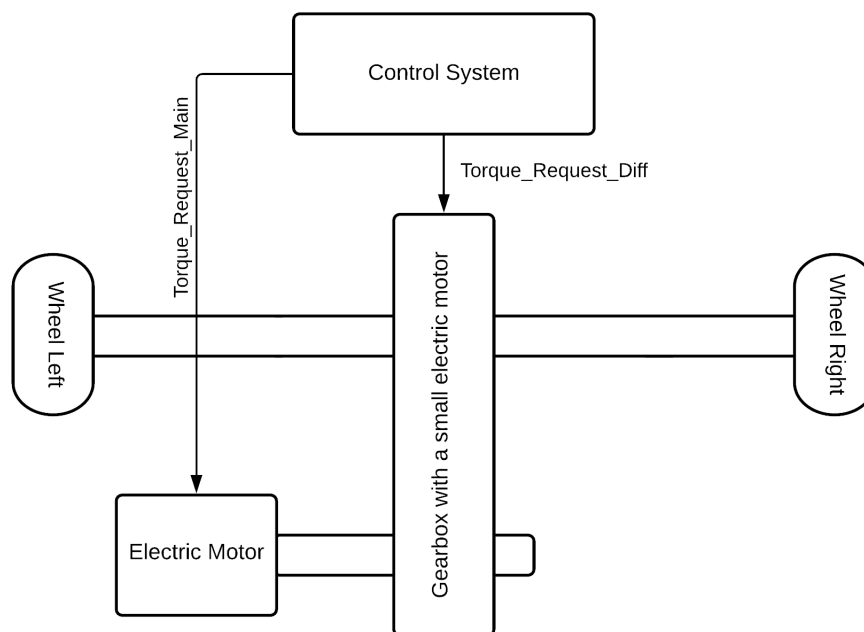 Control System
Torque_Request_Main
Torque_Request_Diff
Wheel Left
Gearbox with a small electric motor
Wheel Right
Electric Motor